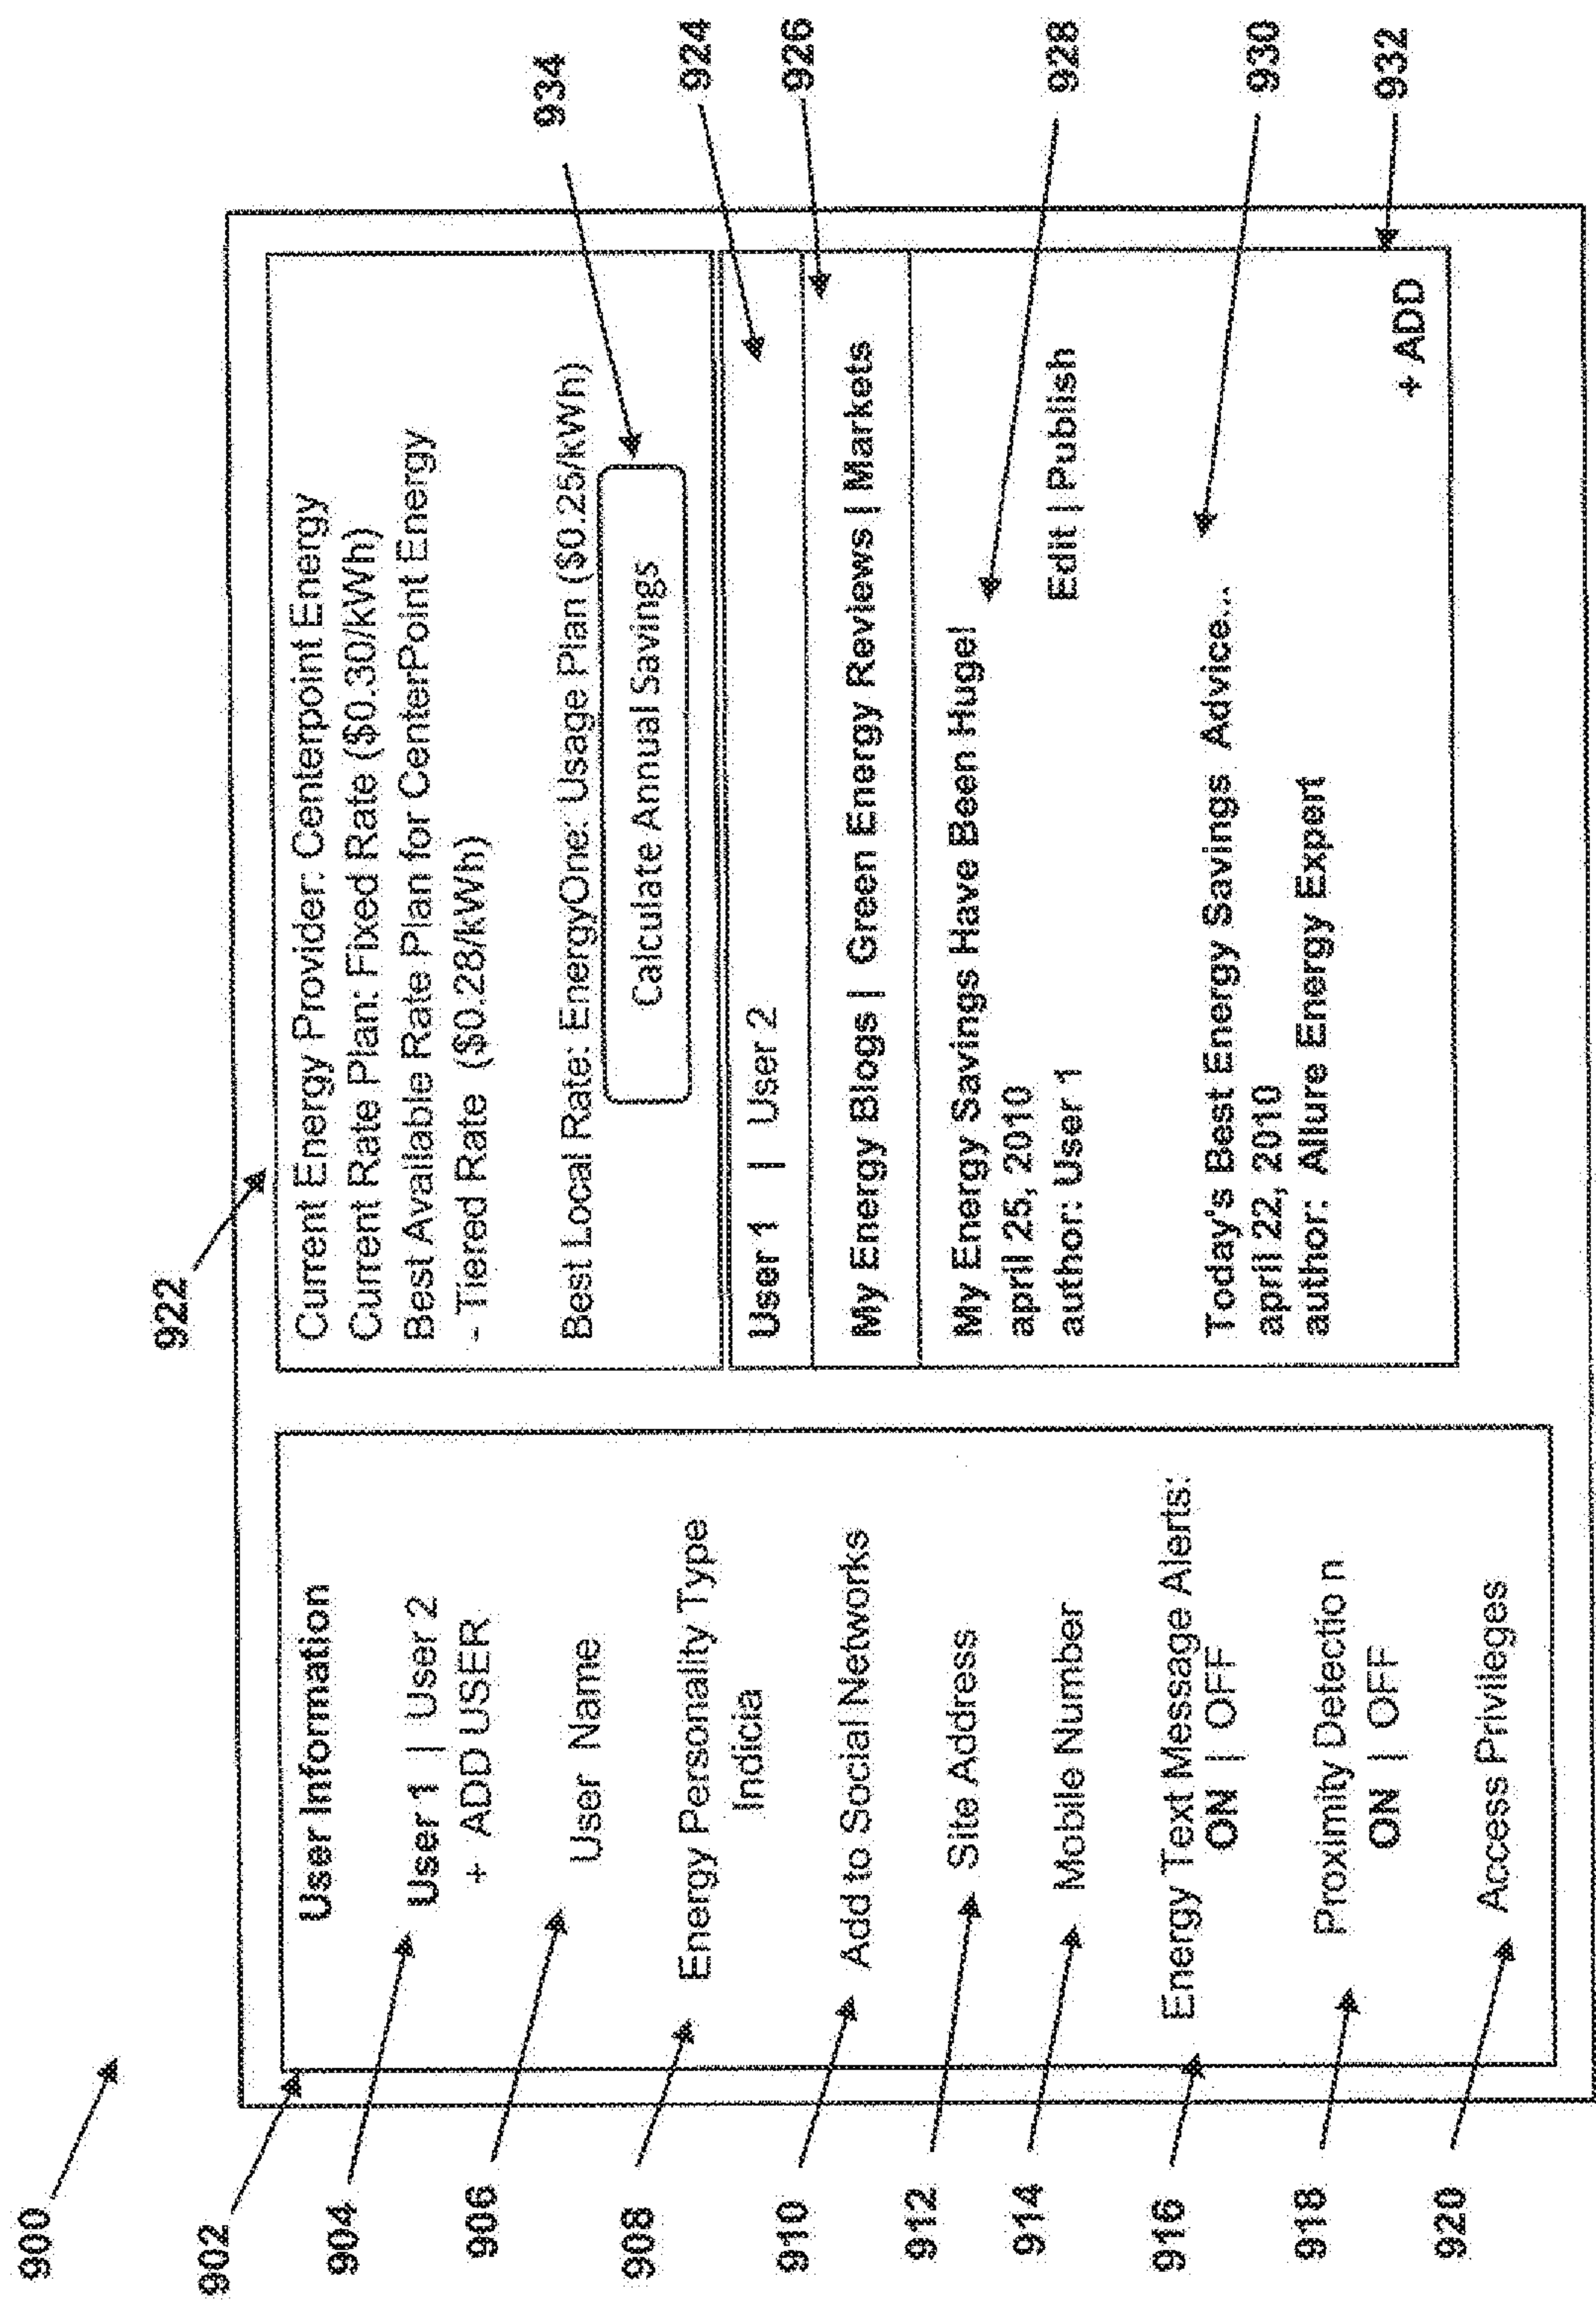 900
902
904
906
908
910
912
914
916
918
920
User Information
User 1 | User 2
+ ADD USER
User Name
Energy Personality Type
Indicia
Add to Social Networks
Site Address
Mobile Number
Energy Text Message Alerts:
ON | OFF
Proximity Detectio n
ON | OFF
Access Privileges
922
Current Energy Provider: Centerpoint Energy
Current Rate Plan: Fixed Rate ($0.30/kWh)
Best Available Rate Plan for CenterPoint Energy
- Tiered Rate ($0.28/kWh)
Best Local Rate: EnergyOne: Usage Plan ($0.25/kWh)
Calculate Annual Savings
User 1 | User 2
My Energy Blogs | Green Energy Reviews | Markets
My Energy Savings Have Been Huge!
april 25, 2010
author: User 1 Edit | Publish
Today's Best Energy Savings Advice...
april 22, 2010
author: Allure Energy Expert
+ ADD
934
924
926
928
930
932